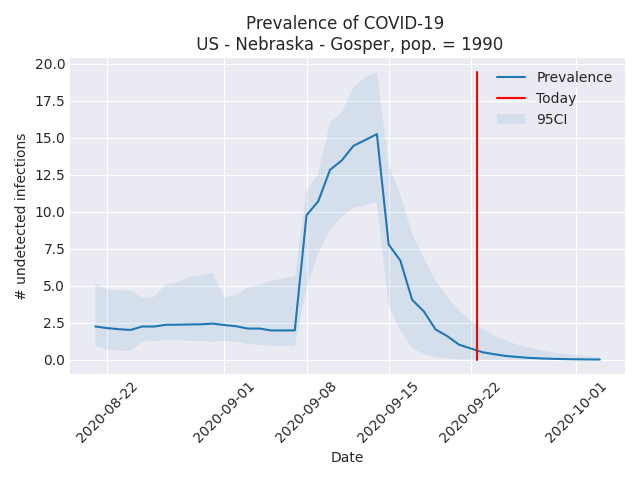 Prevalence of COVID-19
US - Nebraska - Gosper, pop. = 1990
20.0
17.5
15.0
12.5
10.0
7.5
5.0
2.5
0.0
# undetected infections
Prevalence
Today
95CI
2020-08-22
2020-09-01
2020-09-08
2020-09-15
2020-09-22
2020-10-01
Date